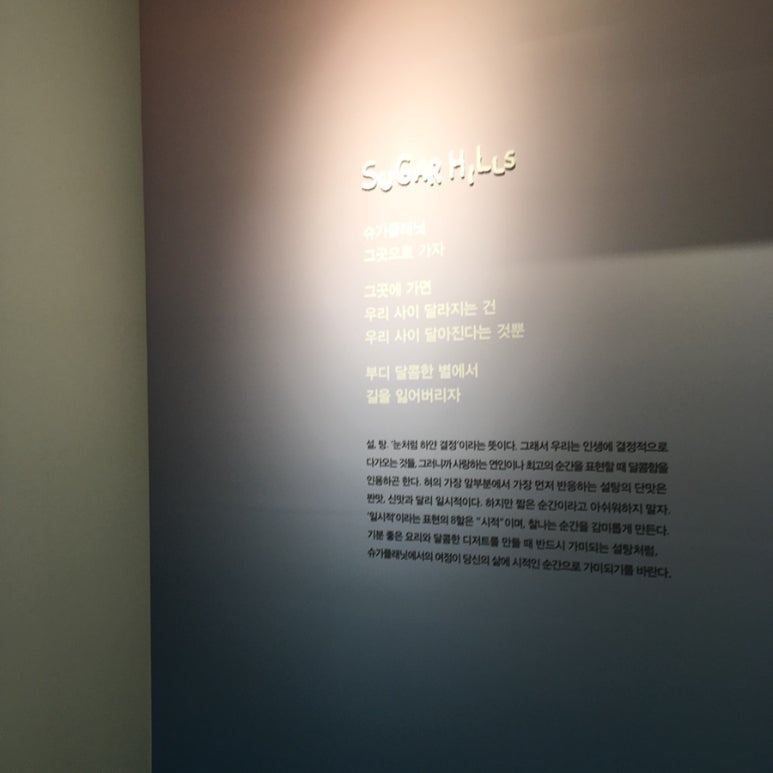 SUGAR HILLS
슈가플래닛
그곳으로 가자
그곳에 가면
우리 사이 달라지는 건
우리 사이 달아진다는 것뿐
부디 달콤한 별에서
길을 잃어버리자
설, 탕. '눈처럼 하얀 결정'이라는 뜻이다. 그래서 우리는 인생에 결정적으로
다가오는 것들, 그러니까 사랑하는 연인이나 최고의 순간을 표현할 때 달콤함을
인용하곤 한다. 혀의 가장 앞부분에서 가장 먼저 반응하는 설탕의 단맛은
짠맛, 신맛과 달리 일시적이다. 하지만 짧은 순간이라고 아쉬워하지 말자.
'일시적'이라는 표현의 8할은 "시적"이며, 찰나는 순간을 감미롭게 만든다.
기분 좋은 요리와 달콤한 디저트를 만들 때 반드시 가미되는 설탕처럼,
슈가플래닛에서의 여정이 당신의 삶에 시적인 순간으로 가미되기를 바란다.